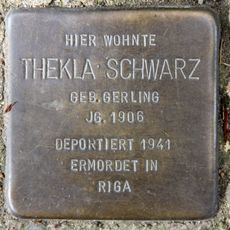 HIER WOHNTE
THEKLA SCHWARZ
GEB. GERLING
JG. 1906
DEPORTIERT 1941
ERMORDET IN
RIGA